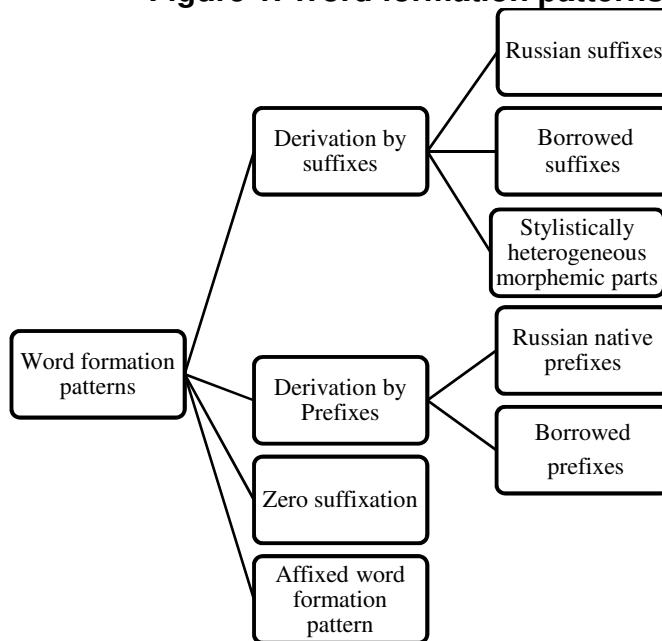 Figure Word formation patterns
Russian suffixes
Derivation by
suffixes
Borrowed
suffixes
Stylistically
heterogeneous
morphemic parts
Word formation
patterns
Russian native
prefixes
Derivation by
Prefixes
Borrowed
prefixes
Zero suffixation
Affixed word
formation
pattern